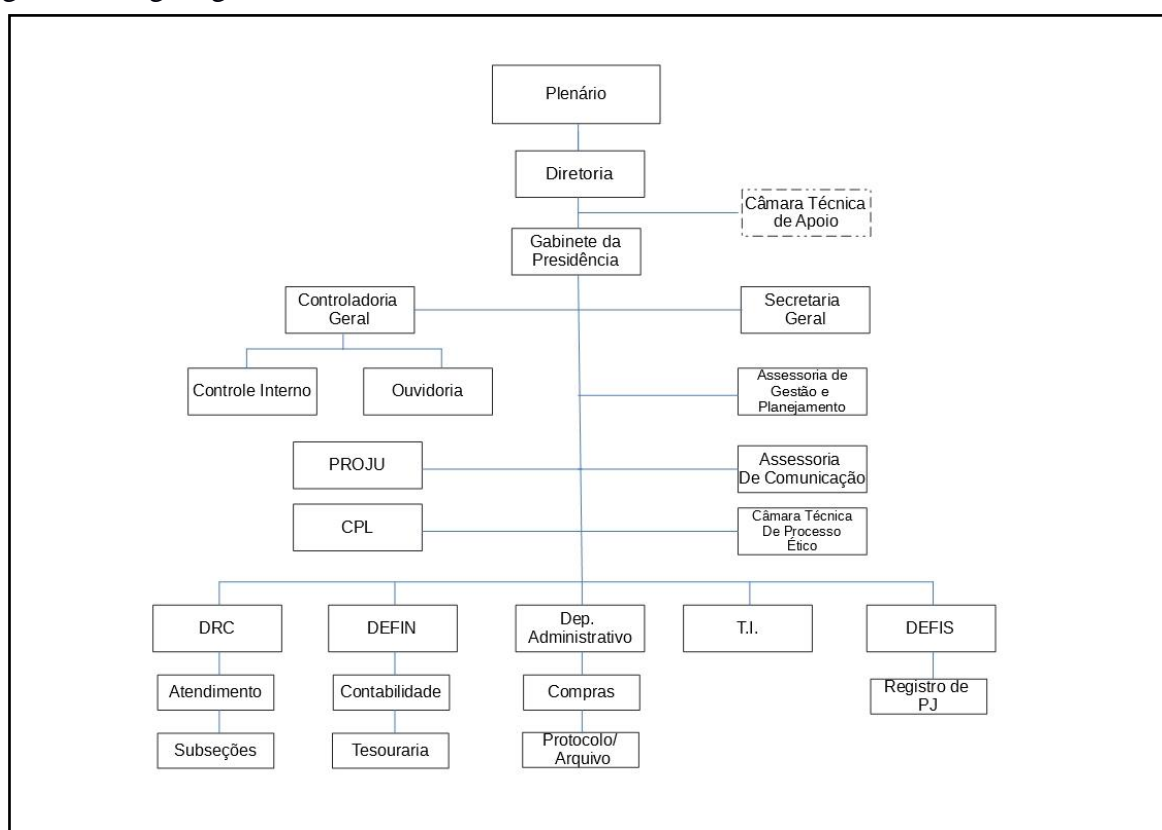 Plenário
Diretoria
Câmara Técnica
de Apoio
Gabinete da
Presidência
Controladoria
Geral
Secretaria
Geral
Controle Interno
Ouvidoria
Assessoria de
Gestão e
Planejamento
PROJU
Assessoria
De Comunicação
CPL
Câmara Técnica
De Processo
Ético
DRC
DEFIN
Dep.
Administrativo
T.I.
DEFIS
Atendimento
Contabilidade
Compras
Registro de
PJ
Subseções
Tesouraria
Protocolo/
Arquivo